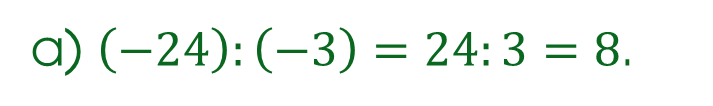 a) (−24):(−3) = 24:3 = 8.